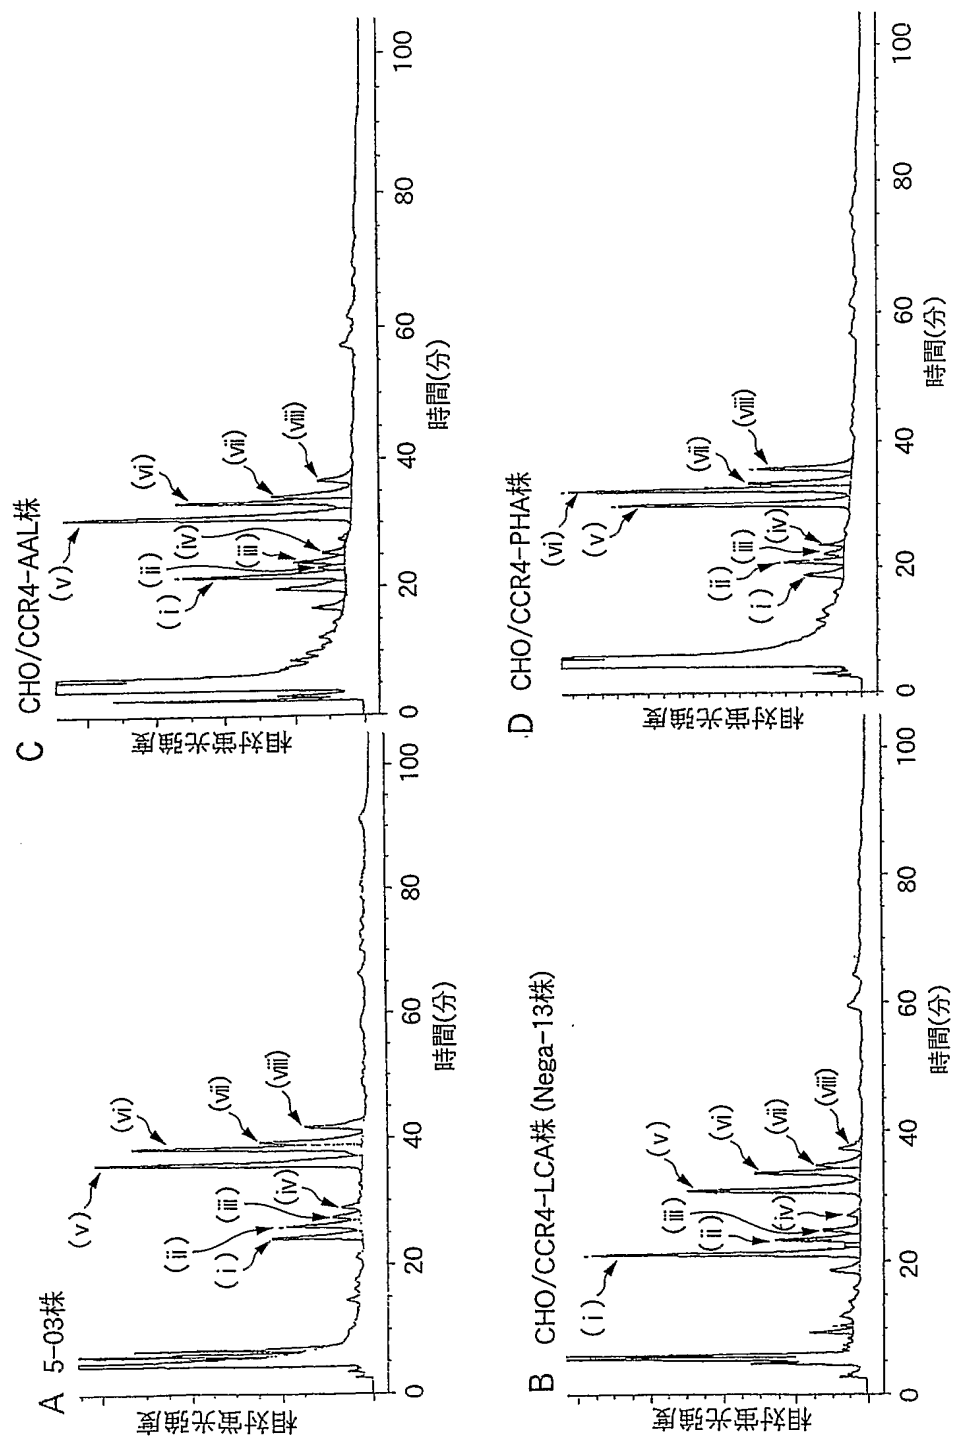 A 5-03株
相対蛍光強度
(i)
(ii)
(iii)
(iv)
(v)
(vi)
(vii)
(viii)
0 20 40 60 80 100
時間(分)
B CHO/CCR4-LCA株(Nega-13株)
相対蛍光強度
(i)
(ii)
(iii)
(iv)
(v)
(vi)
(vii)
(viii)
0 20 40 60 80 100
時間(分)
C CHO/CCR4-AAL株
相対蛍光強度
(i)
(ii)
(iii)
(iv)
(v)
(vi)
(vii)
(viii)
0 20 40 60 80 100
時間(分)
D CHO/CCR4-PHA株
相対蛍光強度
(i)
(ii)
(iii)
(iv)
(v)
(vi)
(vii)
(viii)
0 20 40 60 80 100
時間(分)